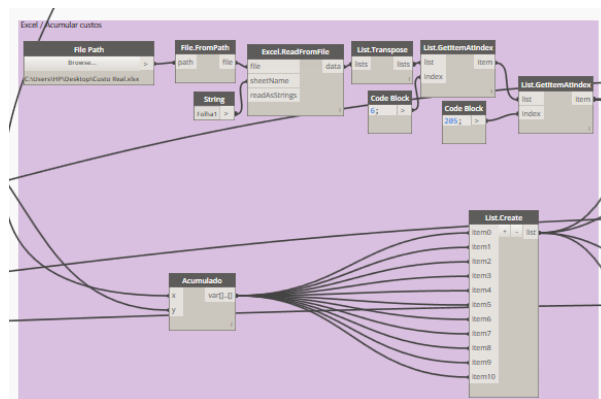 Excel / Acumular custos
File Path
Browse... >
C:\Users\HP\Desktop\Custo Real.xlsx
File.FromPath
path file
String
Folha1 >
Excel.ReadFromFile
file data
sheetName
readAsStrings
List.Transpose
lists lists
Code Block
6; >
List.GetItemAtIndex
list item
index
Code Block
205; >
List.GetItemAtIndex
list item
index
Acumulado
x var[]..[]
y
List.Create
item0 + - list
item1
item2
item3
item4
item5
item6
item7
item8
item9
item10